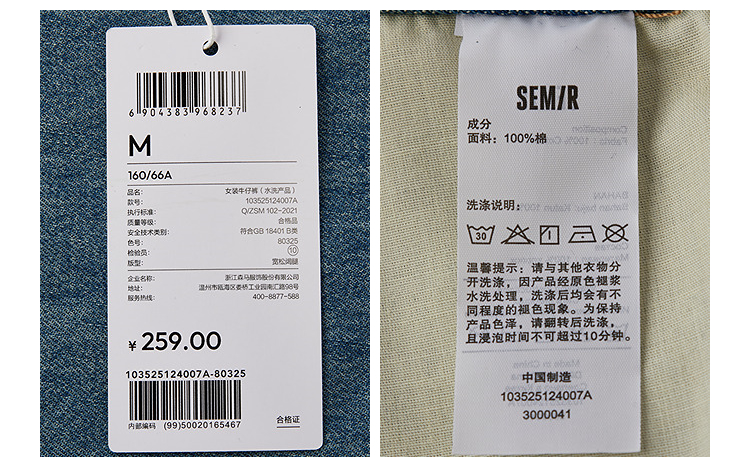 6 904383 968237
M
160/66A
品名: 女装牛仔裤（水洗产品）
款号: 103525124007A
执行标准: Q/ZSM 102-2021
质量等级: 合格品
安全技术类别: 符合GB 18401 B类
色号: 80325
检验员: 10
版型: 宽松阔腿
企业名称: 浙江森马服饰股份有限公司
地址: 温州市瓯海区娄桥工业园南汇路98号
服务热线: 400-8877-588
¥ 259.00
103525124007A-80325
内部编码 (99)50020165467
合格证
SEM/R
成分
面料: 100%棉
洗涤说明:
30
温馨提示: 请与其他衣物分
开洗涤, 因产品经原色褪浆
水洗处理, 洗涤后均会有不
同程度的褪色现象。为保持
产品色泽, 请翻转后洗涤,
且浸泡时间不可超过10分钟。
中国制造
103525124007A
3000041